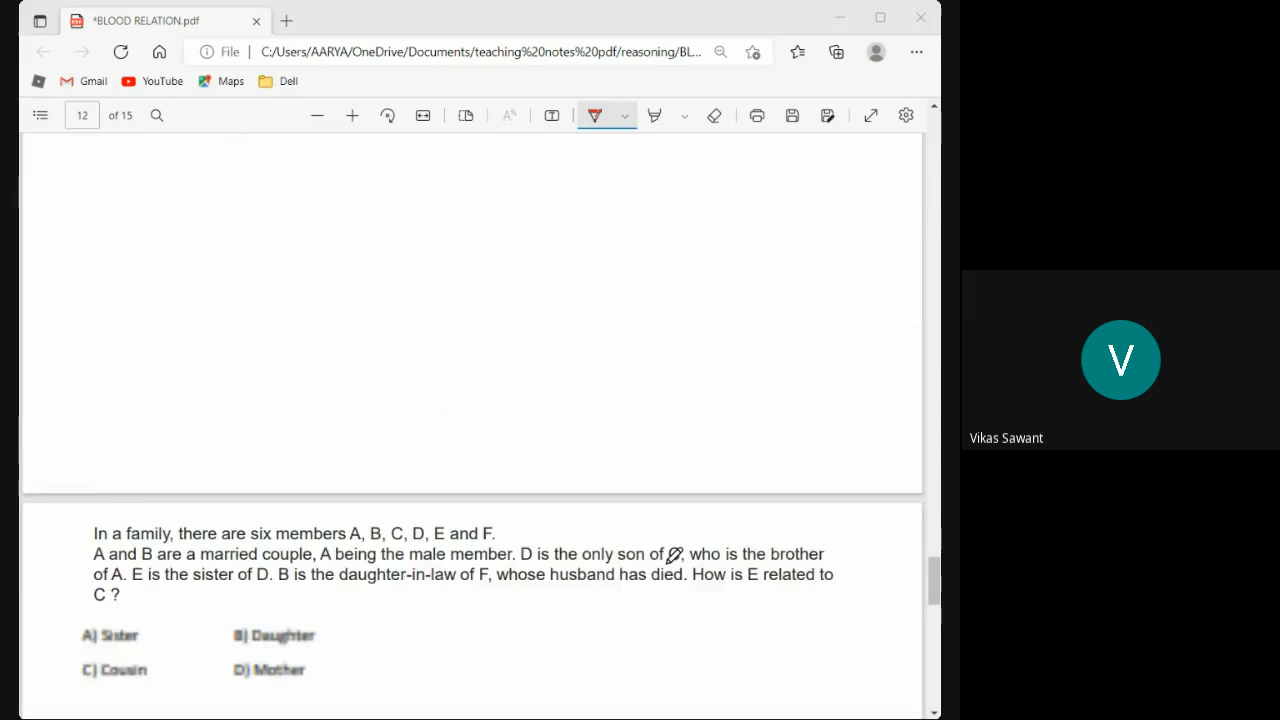 *BLOOD RELATION.pdf
File
C:/Users/AARYA/OneDrive/Documents/teaching%20notes%20pdf/reasoning/BL...
Gmail
YouTube
Maps
Dell
12
of 15
V
Vikas Sawant
In a family, there are six members A, B, C, D, E and F.
A and B are a married couple, A being the male member. D is the only son of , who is the brother
of A. E is the sister of D. B is the daughter-in-law of F, whose husband has died. How is E related to
C ?
A) Sister B) Daughter
C) Cousin D) Mother